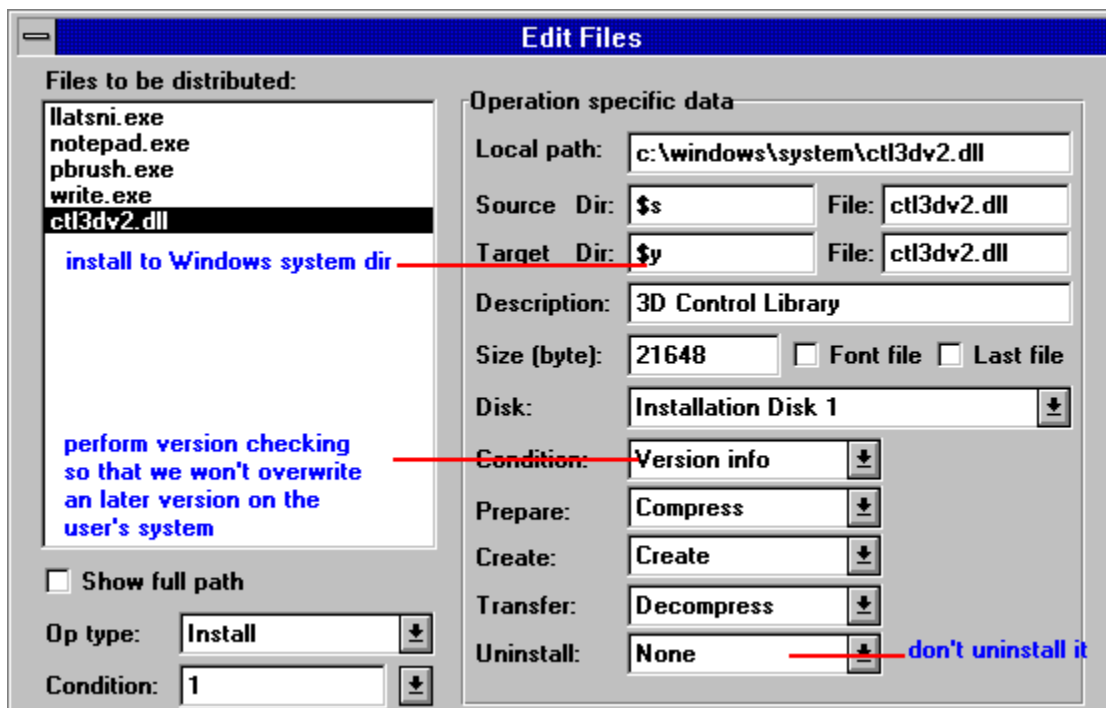 Edit Files
Files to be distributed:
llatsni.exe
notepad.exe
pbrush.exe
write.exe
ctl3dv2.dll
install to Windows system dir
perform version checking
so that we won't overwrite
an later version on the
user's system
Show full path
Op type: Install
Condition: 1
Operation specific data
Local path: c:\windows\system\ctl3dv2.dll
Source Dir: $s File: ctl3dv2.dll
Target Dir: $y File: ctl3dv2.dll
Description: 3D Control Library
Size (byte): 21648 Font file Last file
Disk: Installation Disk 1
Condition: Version info
Prepare: Compress
Create: Create
Transfer: Decompress
Uninstall: None don't uninstall it